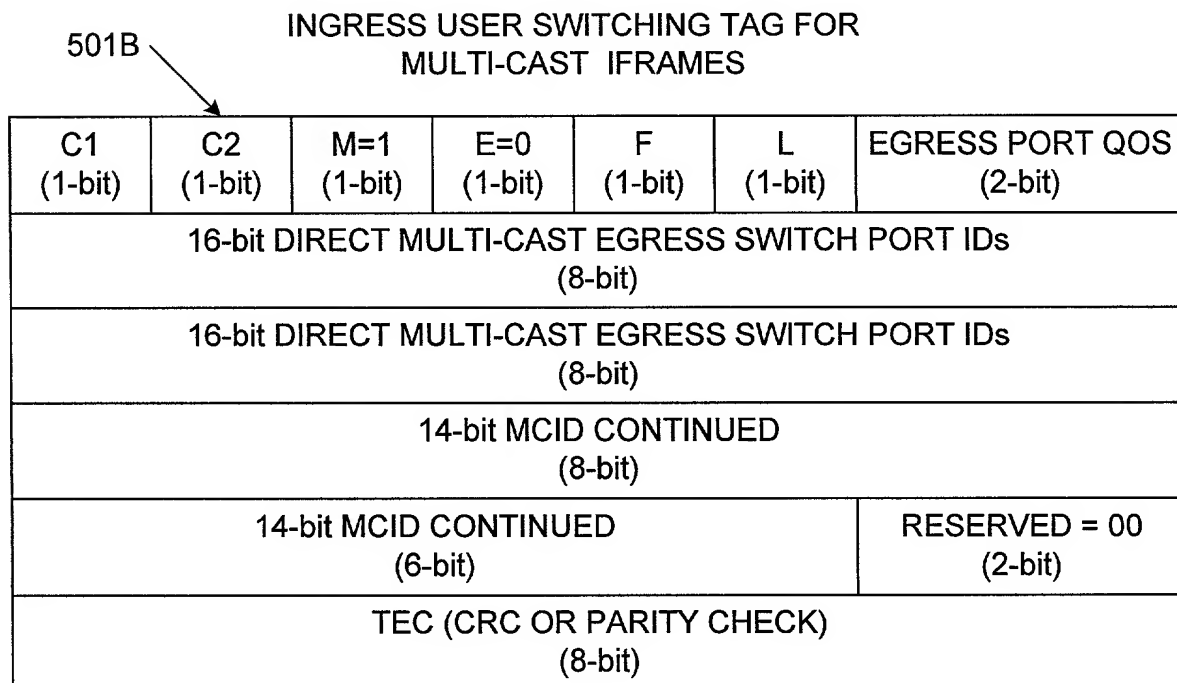 INGRESS USER SWITCHING TAG FOR
MULTI-CAST IFRAMES
501B
C1 C2 M=1 E=0 F L EGRESS PORT QOS
(1-bit) (1-bit) (1-bit) (1-bit) (1-bit) (1-bit) (2-bit)
16-bit DIRECT MULTI-CAST EGRESS SWITCH PORT IDs
(8-bit)
16-bit DIRECT MULTI-CAST EGRESS SWITCH PORT IDs
(8-bit)
14-bit MCID CONTINUED
(8-bit)
14-bit MCID CONTINUED RESERVED = 00
(6-bit) (2-bit)
TEC (CRC OR PARITY CHECK)
(8-bit)